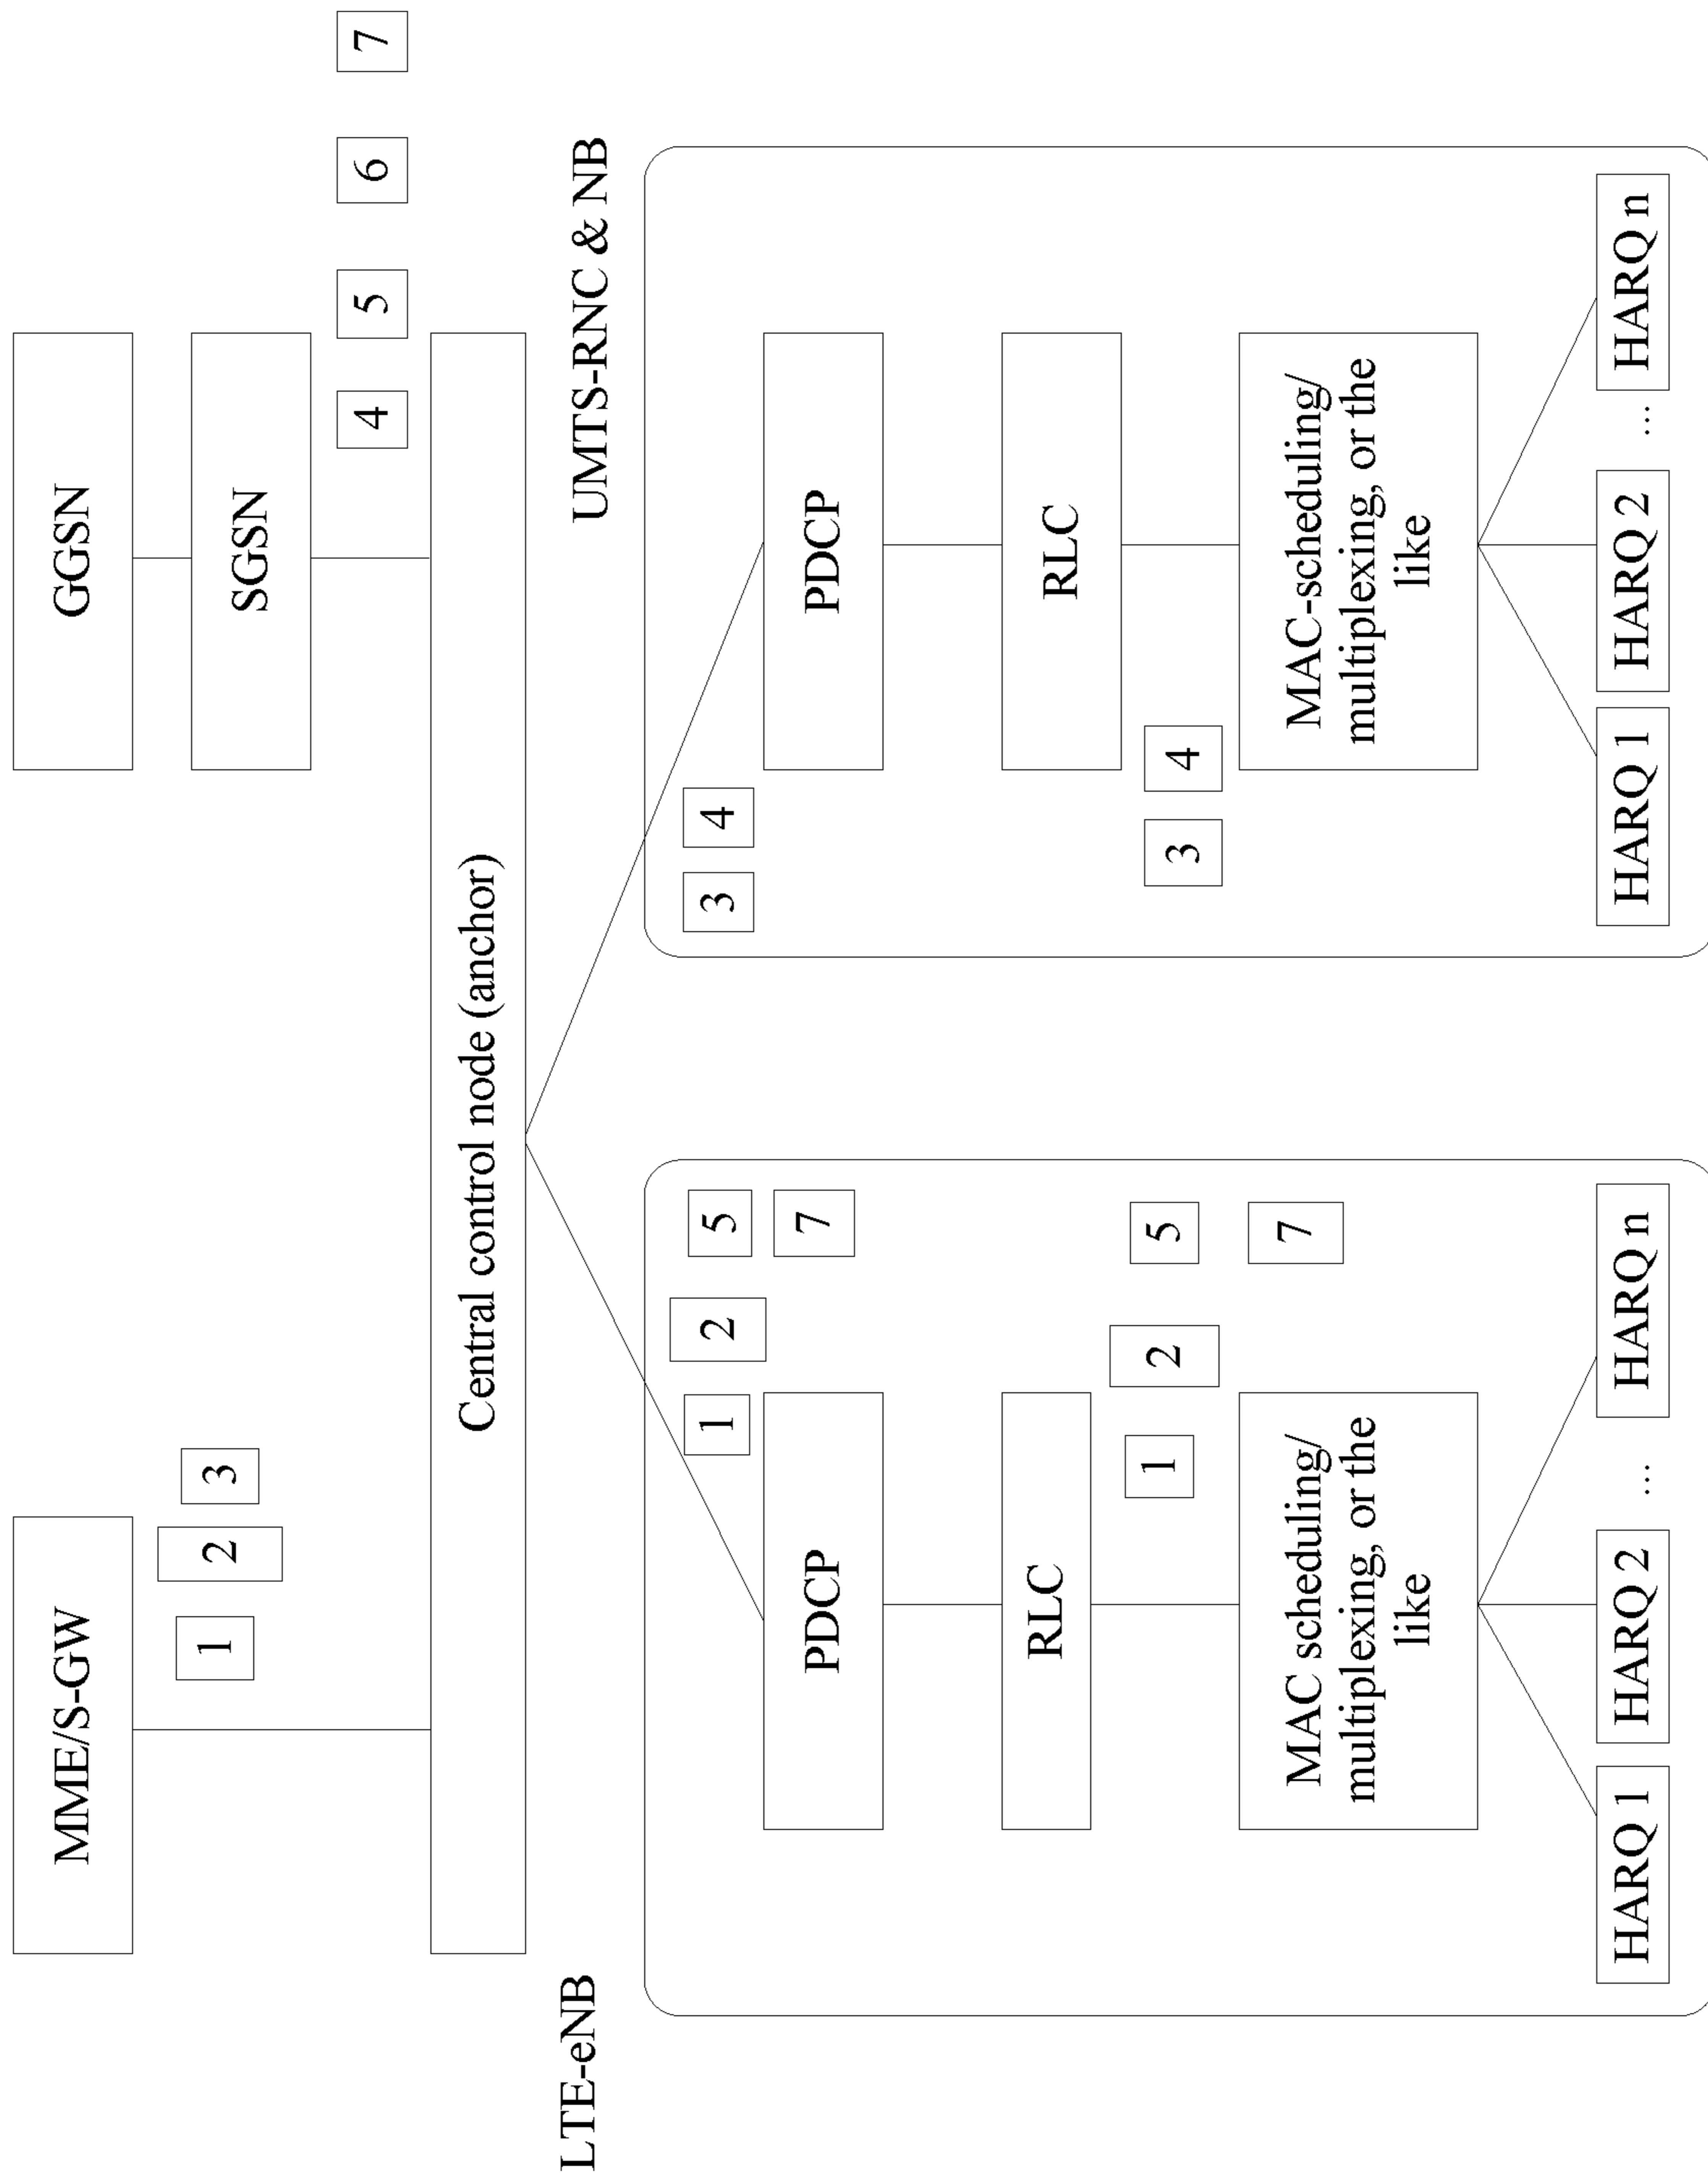 MME/S-GW
GGSN
1
2
3
SGSN
4
5
6
7
Central control node (anchor)
LTE-eNB
UMTS-RNC & NB
1
2
5
7
PDCP
RLC
1
2
5
7
MAC scheduling/
multiplexing, or the
like
HARQ 1
HARQ 2
...
HARQ n
3
4
PDCP
RLC
3
4
MAC-scheduling/
multiplexing, or the
like
HARQ 1
HARQ 2
...
HARQ n